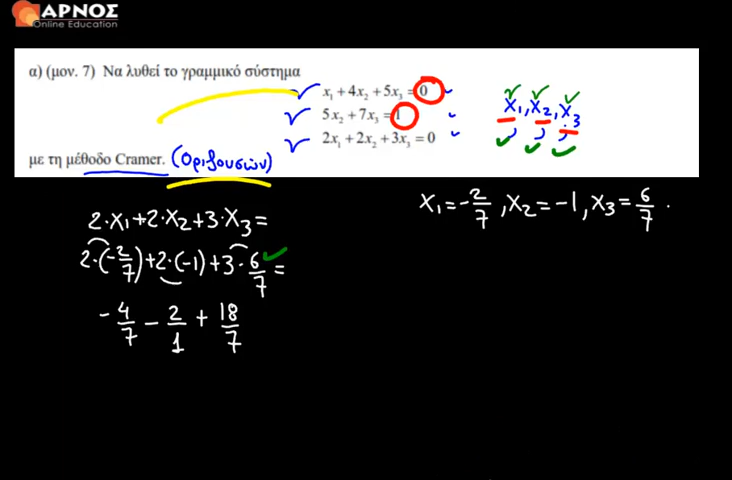 ΑΡΝΟΣ
Online Education
α) (μον. 7) Να λυθεί το γραμμικό σύστημα
x₁ + 4x₂ + 5x₃ = 0
5x₂ + 7x₃ = 1
2x₁ + 2x₂ + 3x₃ = 0
x₁, x₂, x₃
; ; ;
με τη μέθοδο Cramer. (Οριζουσών)
2·x₁+2·x₂+3·x₃=
x₁=-2/7, x₂=-1, x₃=6/7.
2·(-2/7)+2·(-1)+3·6/7=
-4/7 - 2/1 + 18/7